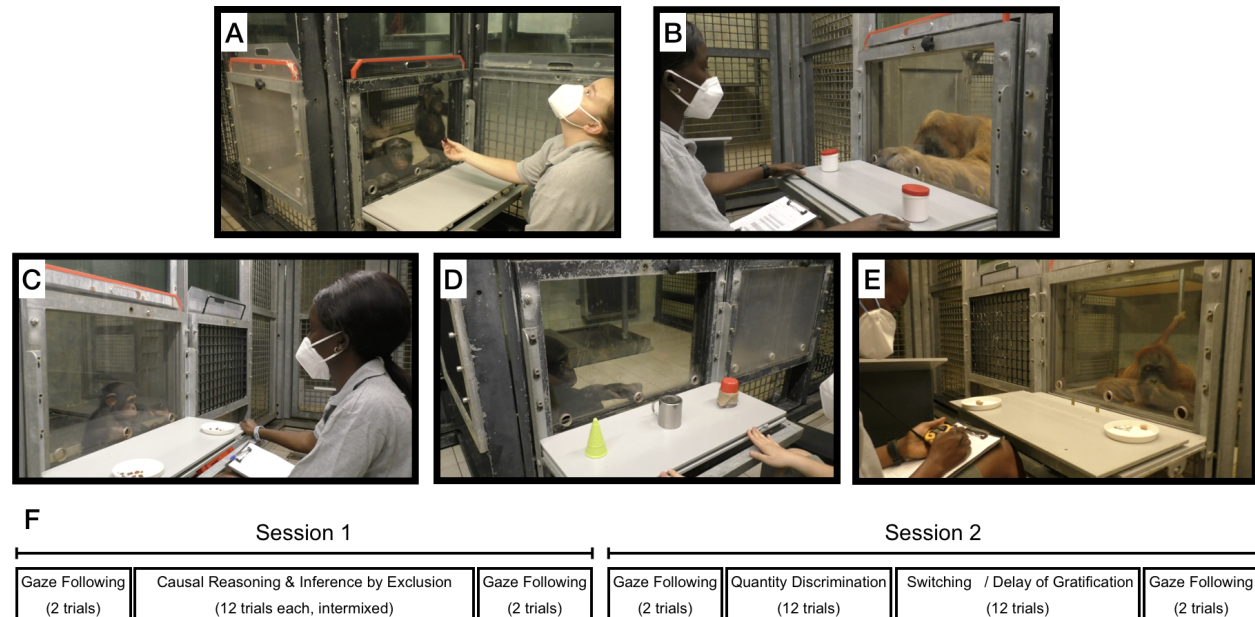 A
B
C
D
E
F
Session 1
Session 2
Gaze Following
(2 trials)
Causal Reasoning & Inference by Exclusion
(12 trials each, intermixed)
Gaze Following
(2 trials)
Gaze Following
(2 trials)
Quantity Discrimination
(12 trials)
Switching / Delay of Gratification
(12 trials)
Gaze Following
(2 trials)